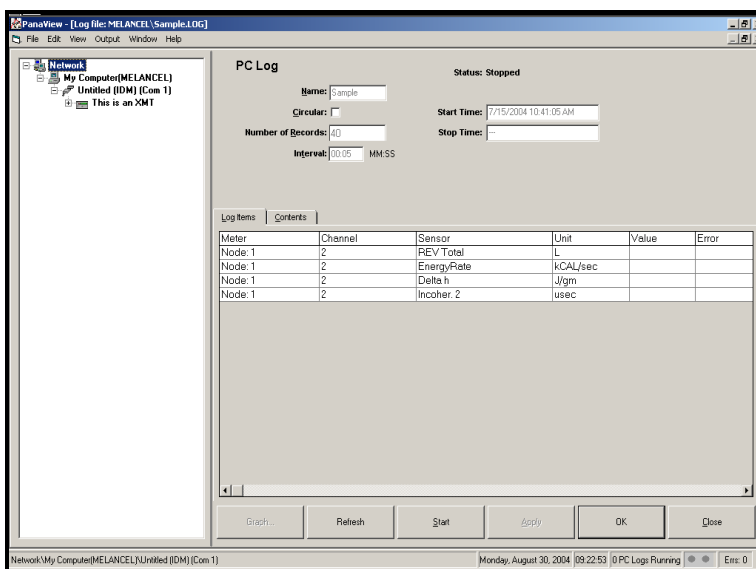 PanaView - [Log file: MELANCEL\Sample.LOG]
File Edit View Output Window Help
Network
My Computer(MELANCEL)
Untitled (IDM) (Com 1)
This is an XMT
PC Log
Status: Stopped
Name: Sample
Circular:
Start Time: 7/15/2004 10:41:05 AM
Number of Records: 40
Stop Time: ---
Interval: 00:05 MM:SS
Log Items Contents
Meter Channel Sensor Unit Value Error
Node: 1 2 REV Total L
Node: 1 2 EnergyRate kCAL/sec
Node: 1 2 Delta h J/gm
Node: 1 2 Incoher. 2 usec
Graph... Refresh Start Apply OK Close
Network\My Computer(MELANCEL)\Untitled (IDM) (Com 1) Monday, August 30, 2004 09:22:53 0 PC Logs Running Errs: 0